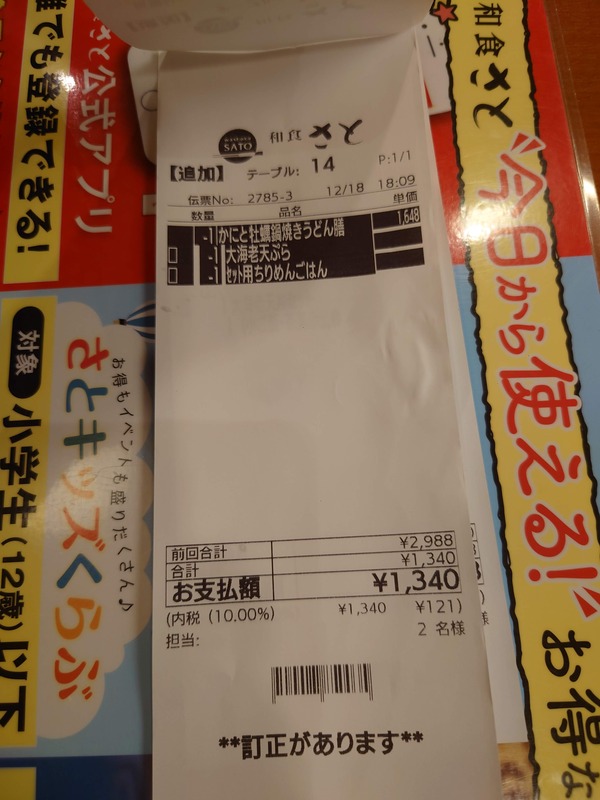 和食さと
SATO
和食 さと
【追加】 テーブル: 14 P:1/1
伝票No: 2785-3 12/18 18:09
数量 品名 単価
-1 かにと牡蠣鍋焼きうどん膳 1,648
-1 大海老天ぷら
-1 セット用ちりめんごはん
前回合計 ¥2,988
合計 ¥1,340
お支払額 ¥1,340
(内税 (10.00%) ¥1,340 ¥121)
担当: 2 名様
**訂正があります**
さと公式アプリ
誰でも登録できる!
お得もイベントも盛りだくさん♪
さとキッズくらぶ
対象 小学生(12歳)以下
今日から使える!
お得な